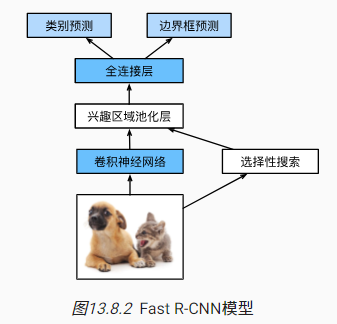 类别预测
边界框预测
全连接层
兴趣区域池化层
卷积神经网络
选择性搜索
图13.8.2 Fast R-CNN模型